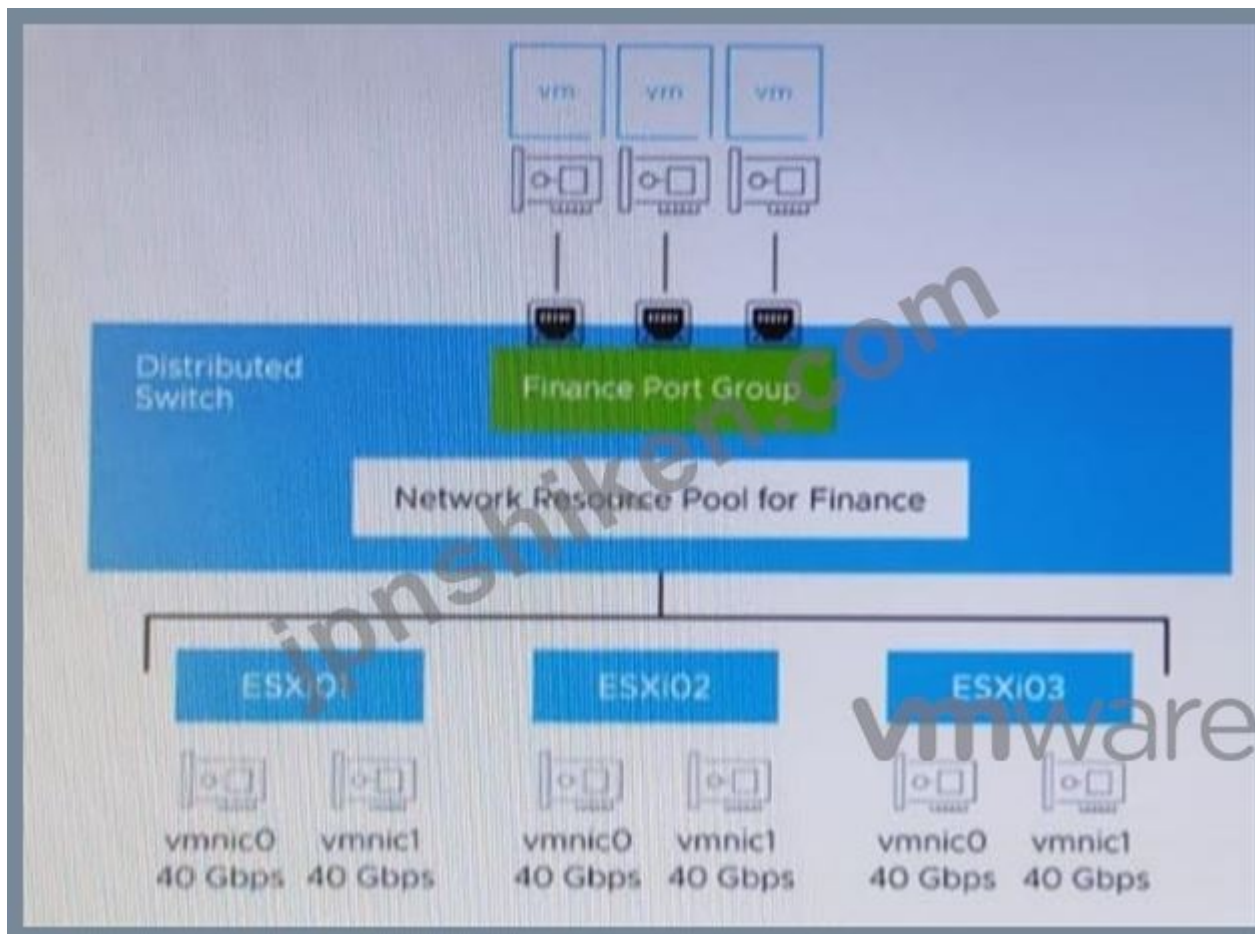 vm vm vm
Distributed
Switch
Finance Port Group
Network Resource Pool for Finance
jpnshiken.com
ESXi01 ESXi02 ESXi03
vmware
vmnic0 vmnic1 vmnic0 vmnic1 vmnic0 vmnic1
40 Gbps 40 Gbps 40 Gbps 40 Gbps 40 Gbps 40 Gbps